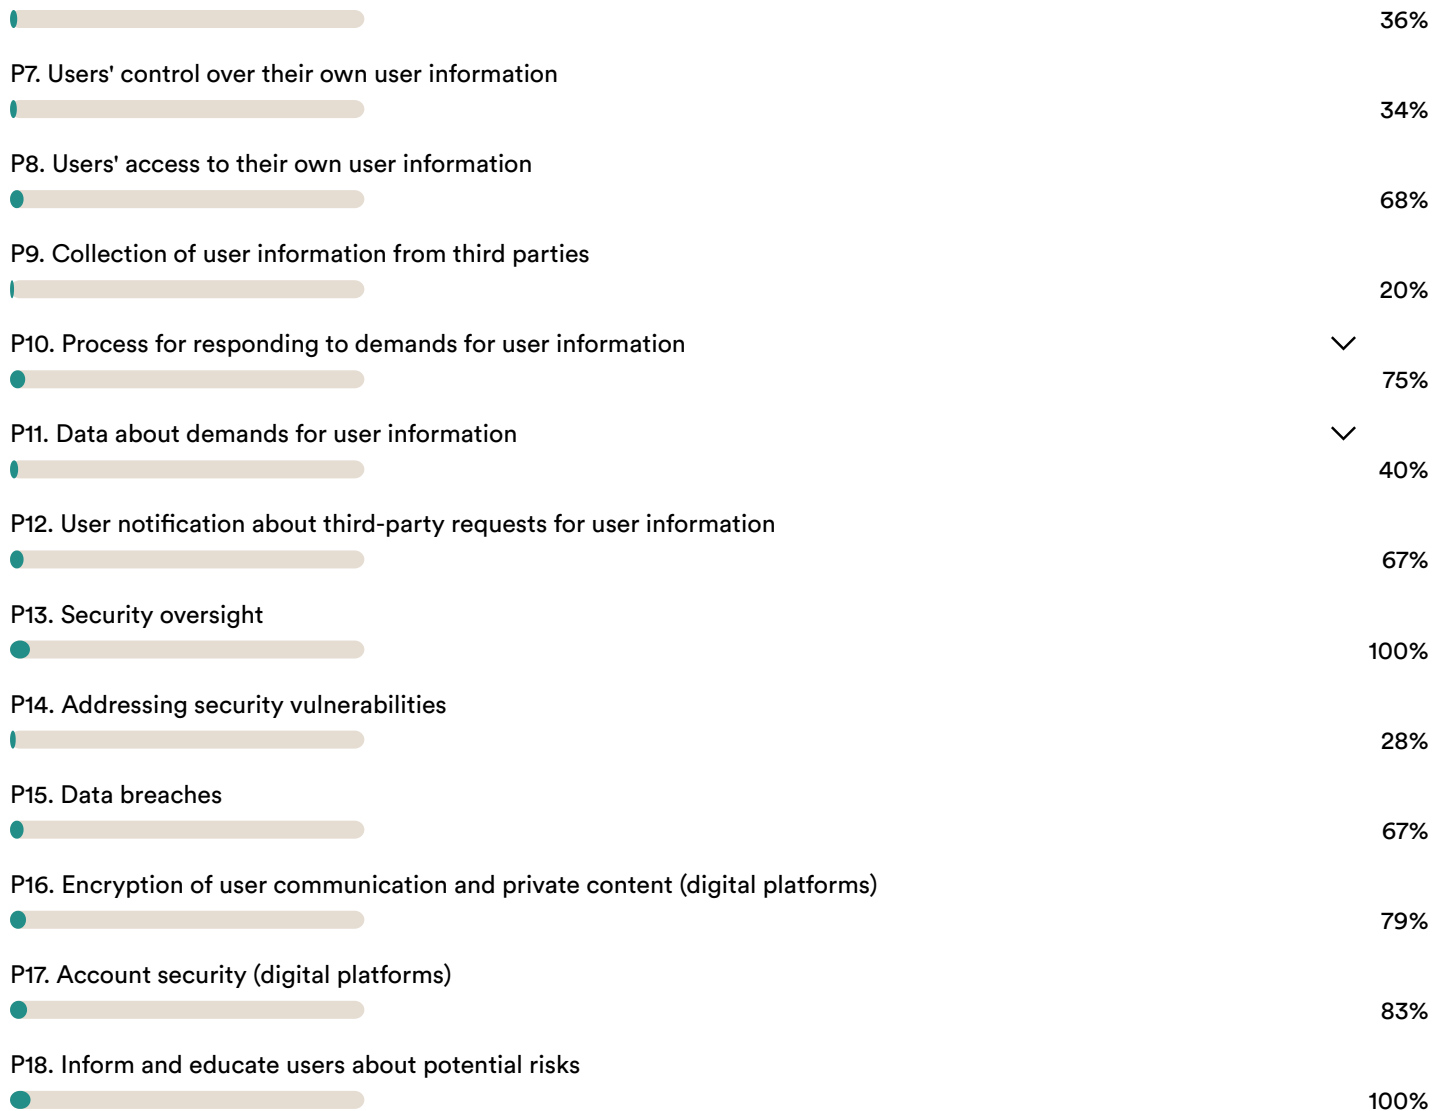 36%
P7. Users' control over their own user information
34%
P8. Users' access to their own user information
68%
P9. Collection of user information from third parties
20%
P10. Process for responding to demands for user information
75%
P11. Data about demands for user information
40%
P12. User notification about third-party requests for user information
67%
P13. Security oversight
100%
P14. Addressing security vulnerabilities
28%
P15. Data breaches
67%
P16. Encryption of user communication and private content (digital platforms)
79%
P17. Account security (digital platforms)
83%
P18. Inform and educate users about potential risks
100%